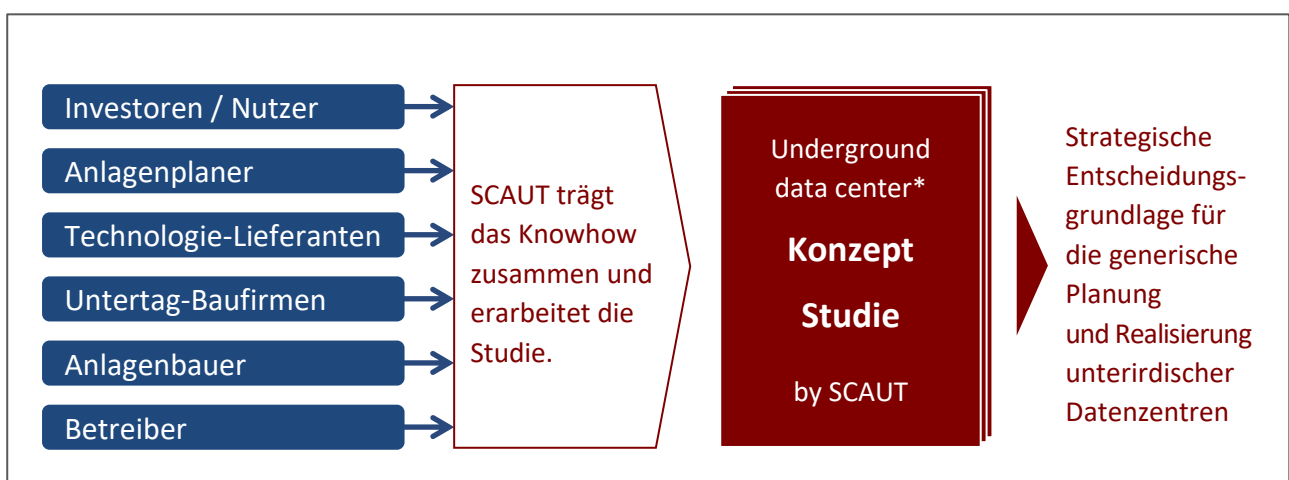 Investoren / Nutzer
Anlagenplaner
Technologie-Lieferanten
Untertag-Baufirmen
Anlagenbauer
Betreiber
SCAUT trägt
das Knowhow
zusammen und
erarbeitet die
Studie.
Underground
data center*
Konzept
Studie
by SCAUT
Strategische
Entscheidungs-
grundlage für
die generische
Planung
und Realisierung
unterirdischer
Datenzentren